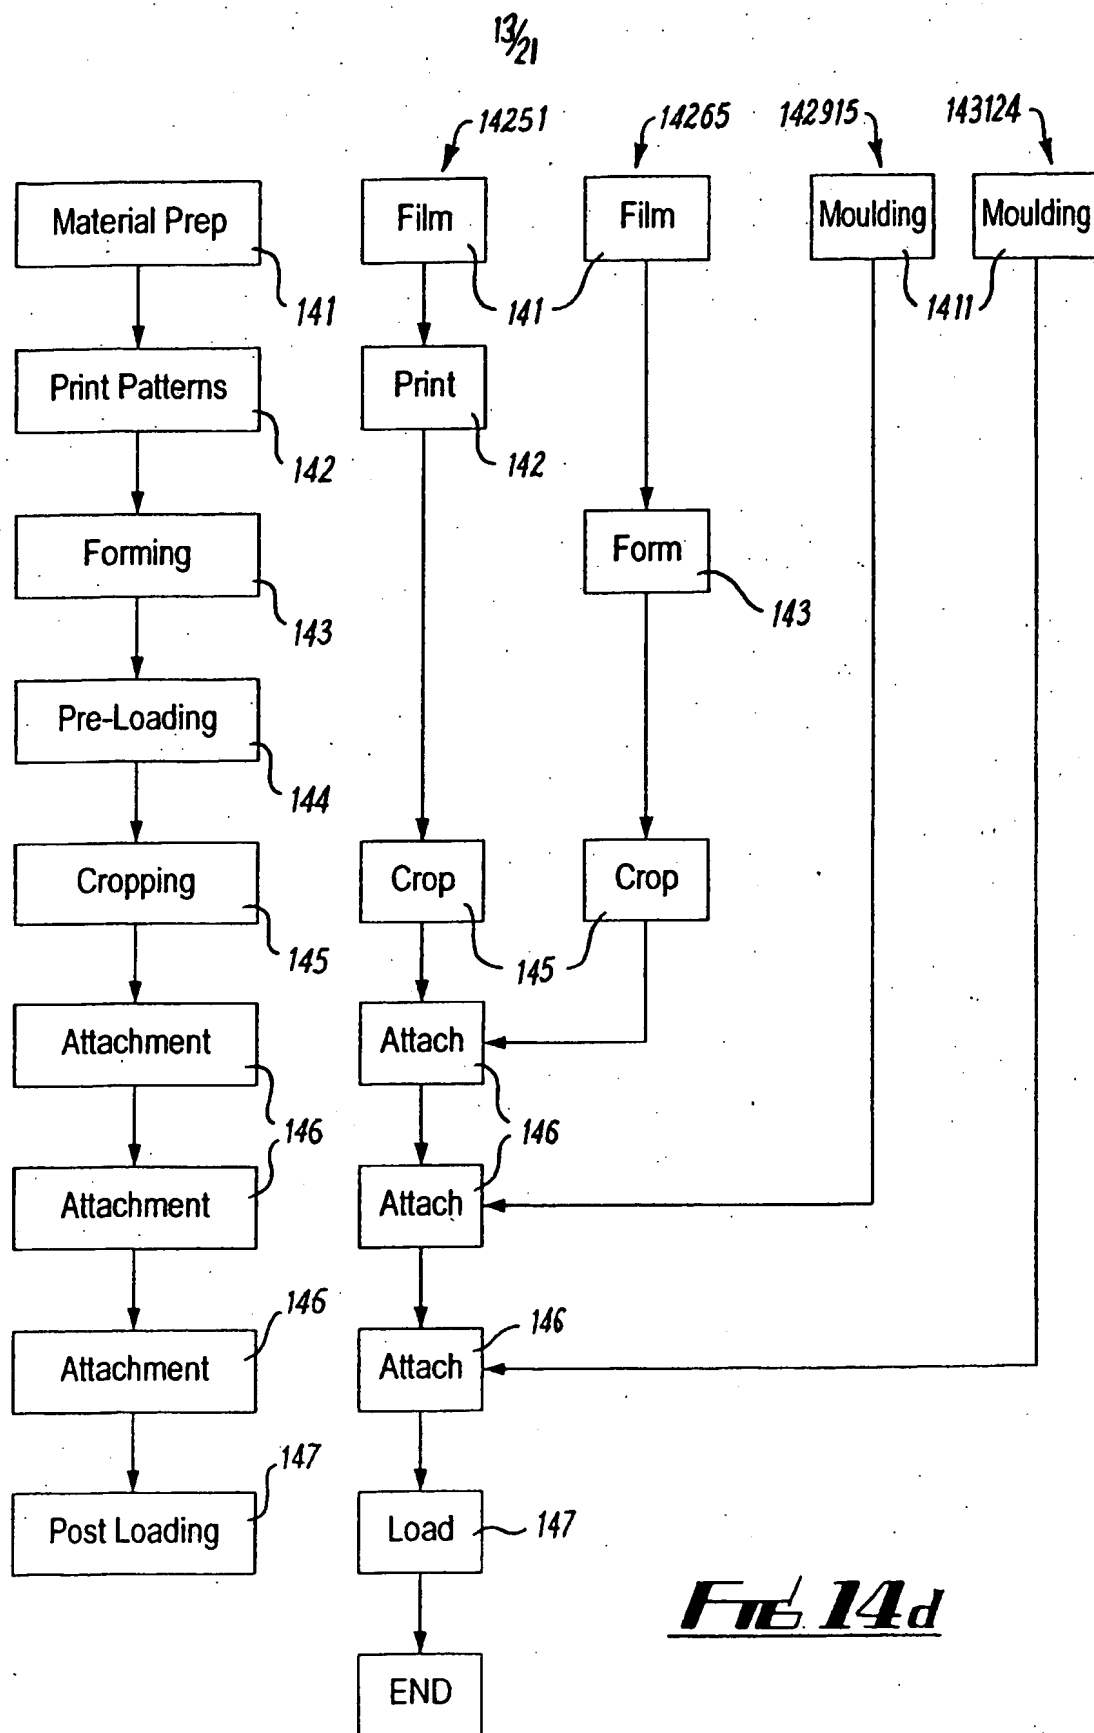 13/21
14251 14265 142915 143124
Material Prep Film Film Moulding Moulding
141 141 1411
Print Patterns Print
142 142
Forming Form
143 143
Pre-Loading
144
Cropping Crop Crop
145 145
Attachment Attach
146 146
Attachment Attach
146 146
Attachment Attach
147 147
Post Loading Load
END
FIG. 14d